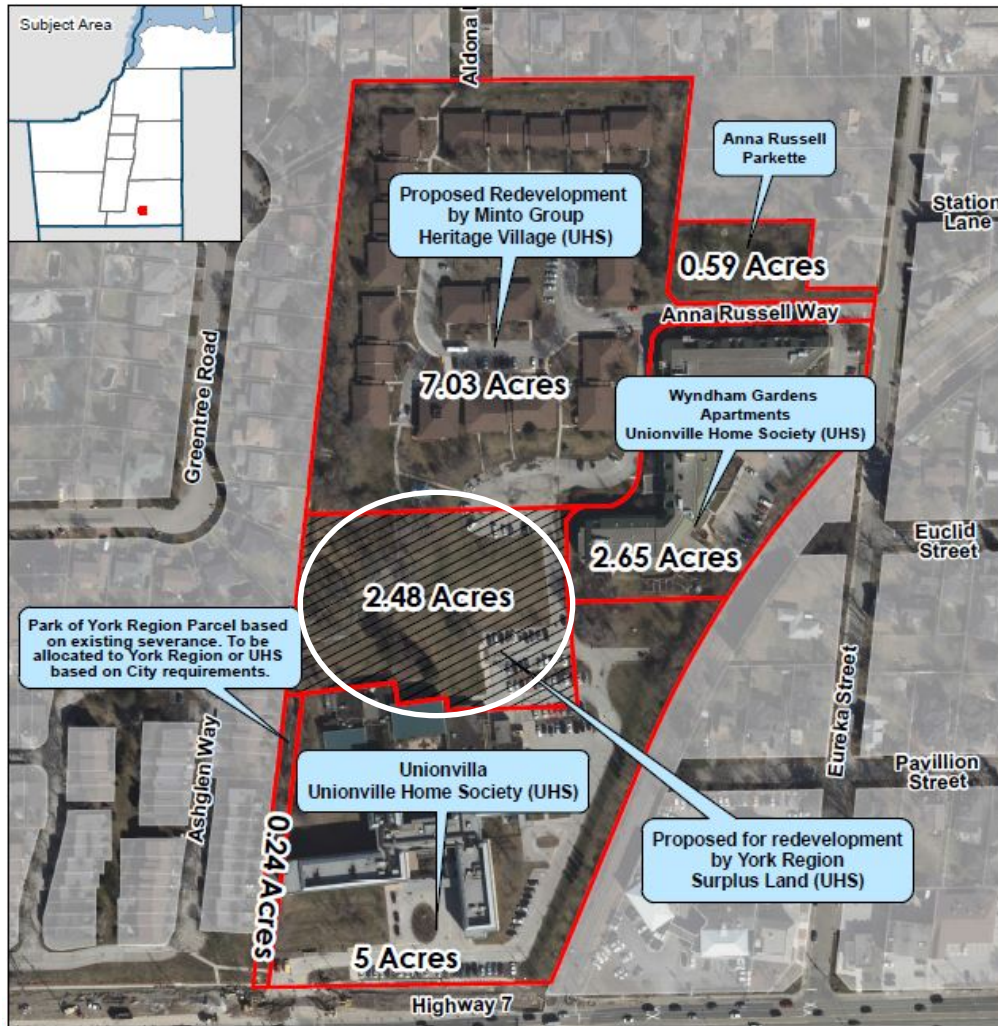 Subject Area
Aldona
Anna Russell
Parkette
Proposed Redevelopment
by Minto Group
Heritage Village (UHS)
Station
Lane
0.59 Acres
Anna Russell Way
7.03 Acres
Greentree Road
Wyndham Gardens
Apartments
Unionville Home Society (UHS)
Euclid
Street
2.65 Acres
2.48 Acres
Park of York Region Parcel based
on existing severance. To be
allocated to York Region or UHS
based on City requirements.
Eureka Street
Ashglen Way
Pavillion
Street
Unionvilla
Unionville Home Society (UHS)
0.24 Acres
Proposed for redevelopment
by York Region
Surplus Land (UHS)
5 Acres
Highway 7